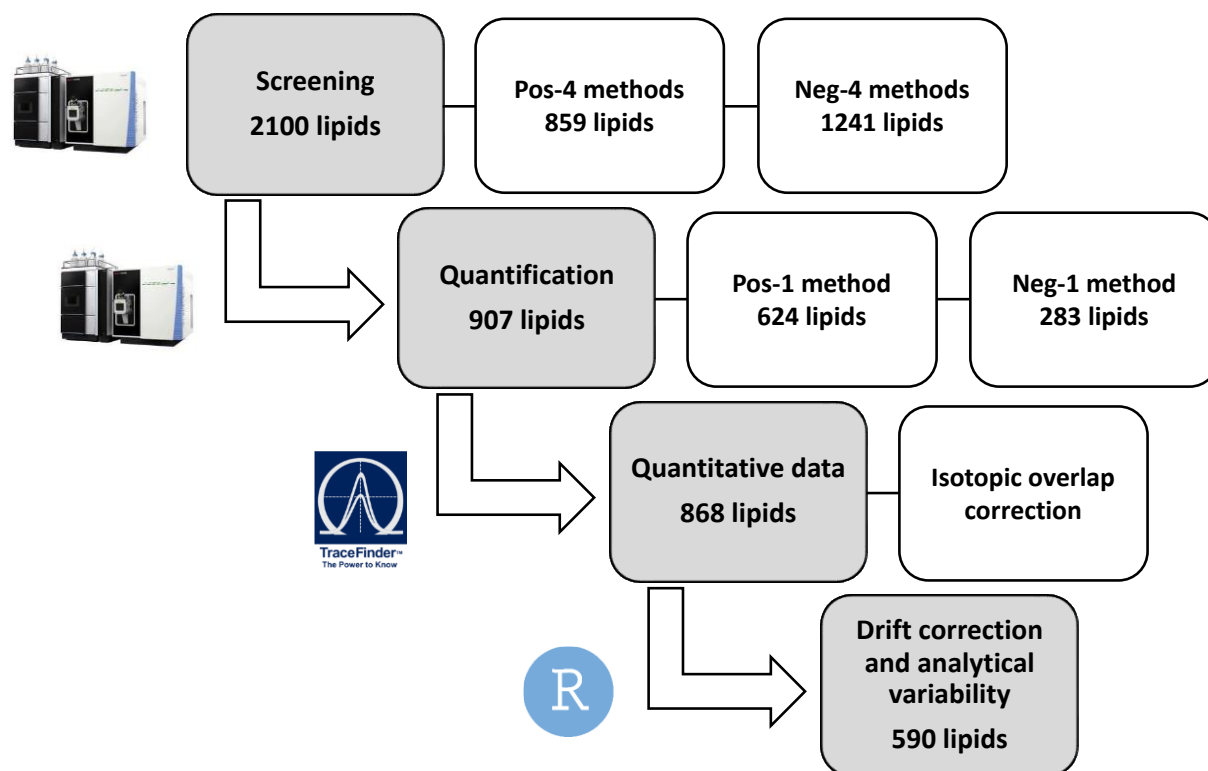 Screening
2100 lipids
Pos-4 methods
859 lipids
Neg-4 methods
1241 lipids
Quantification
907 lipids
Pos-1 method
624 lipids
Neg-1 method
283 lipids
Quantitative data
868 lipids
Isotopic overlap
correction
TraceFinder™
The Power to Know
Drift correction
and analytical
variability
590 lipids
R